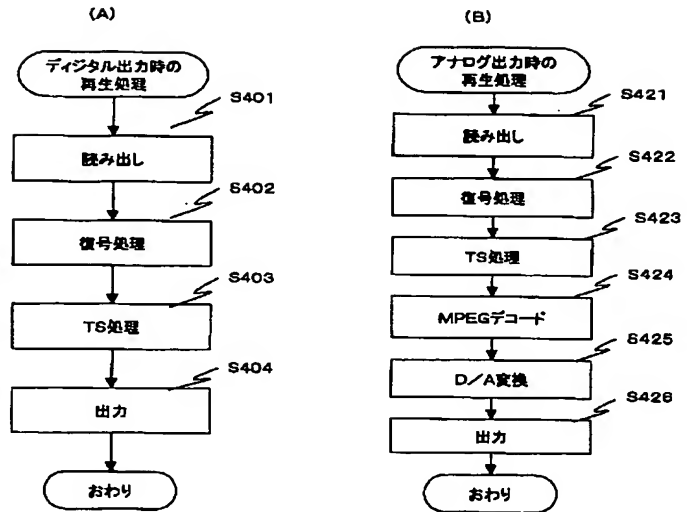 (A)
ディジタル出力時の
再生処理
S401
読み出し
S402
復号処理
S403
TS処理
S404
出力
おわり
(B)
アナログ出力時の
再生処理
S421
読み出し
S422
復号処理
S423
TS処理
S424
MPEGデコード
S425
D/A変換
S426
出力
おわり